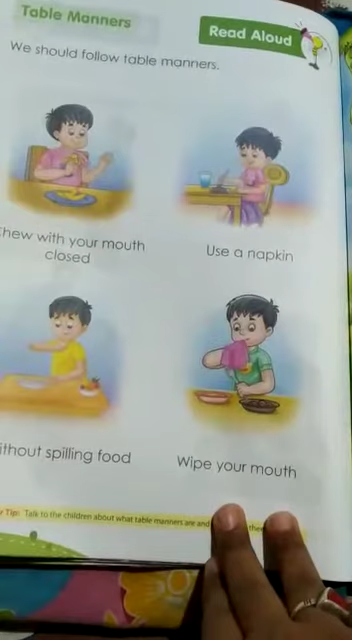 Table Manners
Read Aloud
We should follow table manners.
Chew with your mouth
closed
Use a napkin
ithout spilling food
Wipe your mouth
Tip: Talk to the children about what table manners are and